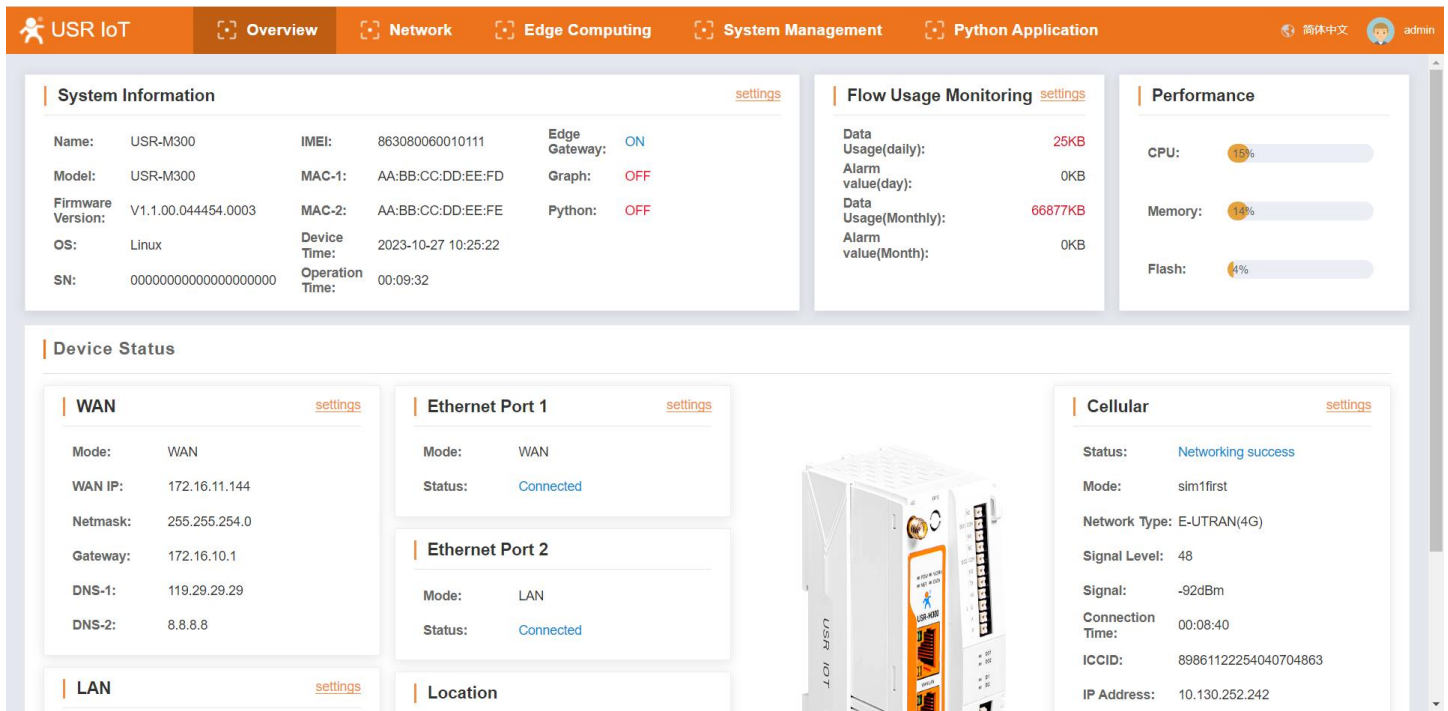 USR IoT
Overview
Network
Edge Computing
System Management
Python Application
简体中文
admin
System Information
settings
Name:
USR-M300
IMEI:
863080060010111
Edge
Gateway:
ON
Model:
USR-M300
MAC-1:
AA:BB:CC:DD:EE:FD
Graph:
OFF
Firmware
Version:
V1.1.00.044454.0003
MAC-2:
AA:BB:CC:DD:EE:FE
Python:
OFF
OS:
Linux
Device
Time:
2023-10-27 10:25:22
SN:
00000000000000000000
Operation
Time:
00:09:32
Flow Usage Monitoring
settings
Data
Usage(daily):
25KB
Alarm
value(day):
0KB
Data
Usage(Monthly):
66877KB
Alarm
value(Month):
0KB
Performance
CPU:
15%
Memory:
14%
Flash:
4%
Device Status
WAN
settings
Mode:
WAN
WAN IP:
172.16.11.144
Netmask:
255.255.254.0
Gateway:
172.16.10.1
DNS-1:
119.29.29.29
DNS-2:
8.8.8.8
LAN
settings
Ethernet Port 1
settings
Mode:
WAN
Status:
Connected
Ethernet Port 2
Mode:
LAN
Status:
Connected
Location
USR IOT
USR-M300
Cellular
settings
Status:
Networking success
Mode:
sim1first
Network Type:
E-UTRAN(4G)
Signal Level:
48
Signal:
-92dBm
Connection
Time:
00:08:40
ICCID:
89861122254040704863
IP Address:
10.130.252.242